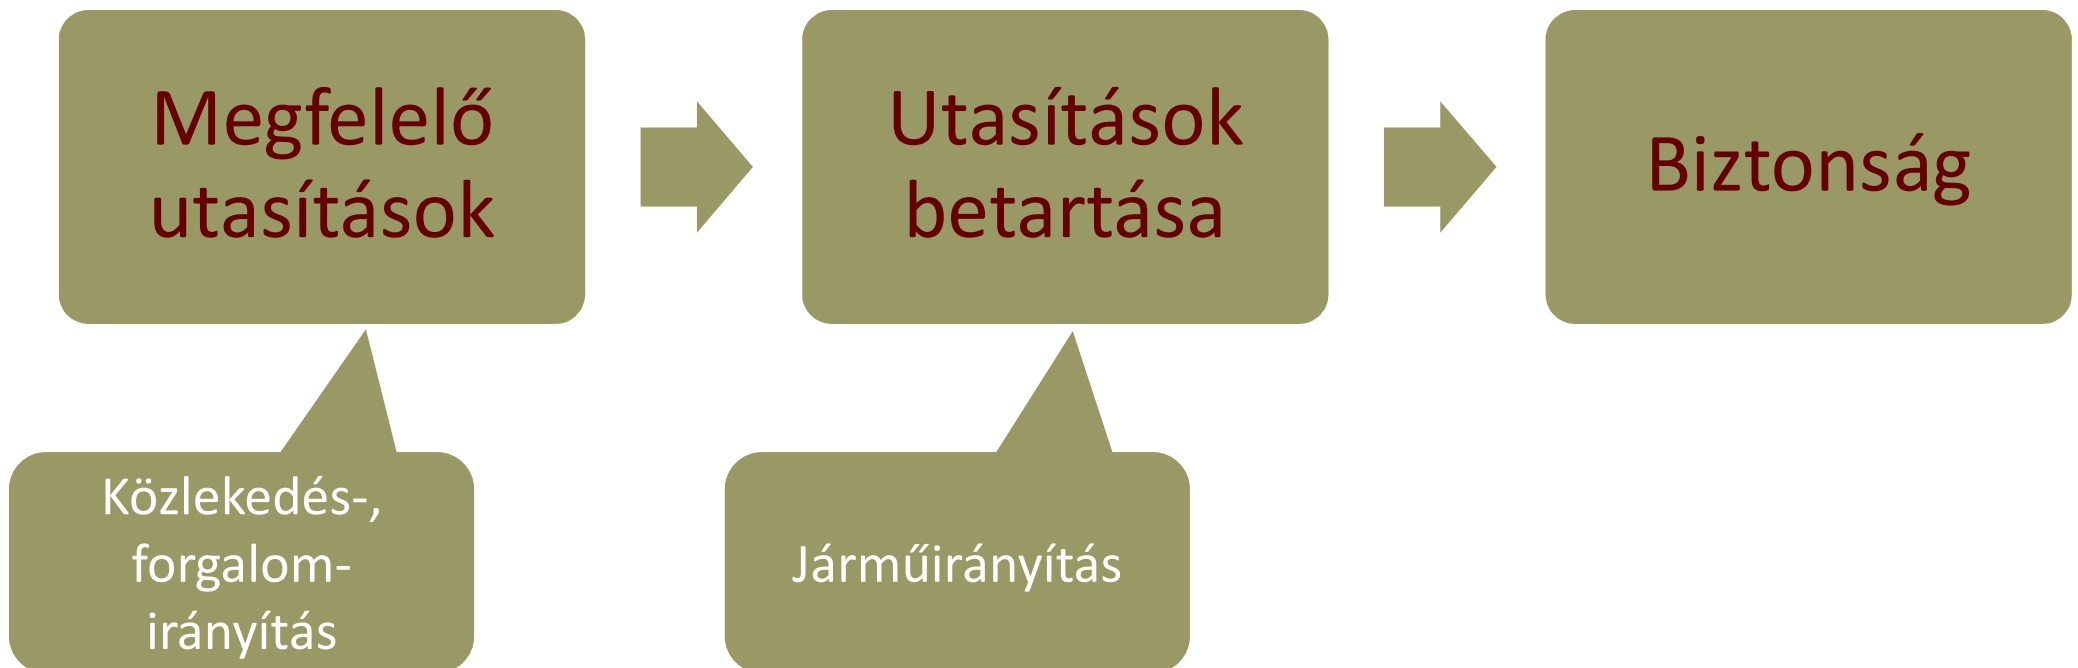 Megfelelő
utasítások
Utasítások
betartása
Biztonság
Közlekedés-,
forgalom-
irányítás
Járműirányítás